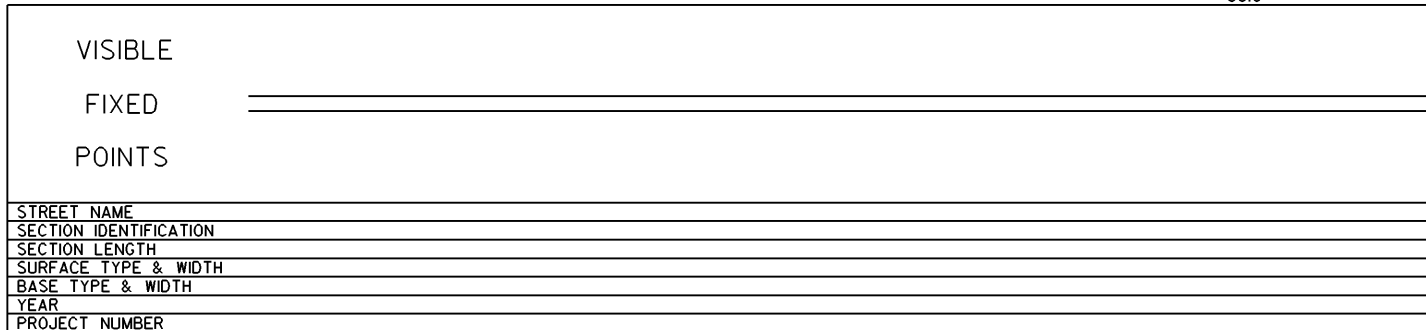 VISIBLE
FIXED
POINTS
STREET NAME
SECTION IDENTIFICATION
SECTION LENGTH
SURFACE TYPE & WIDTH
BASE TYPE & WIDTH
YEAR
PROJECT NUMBER